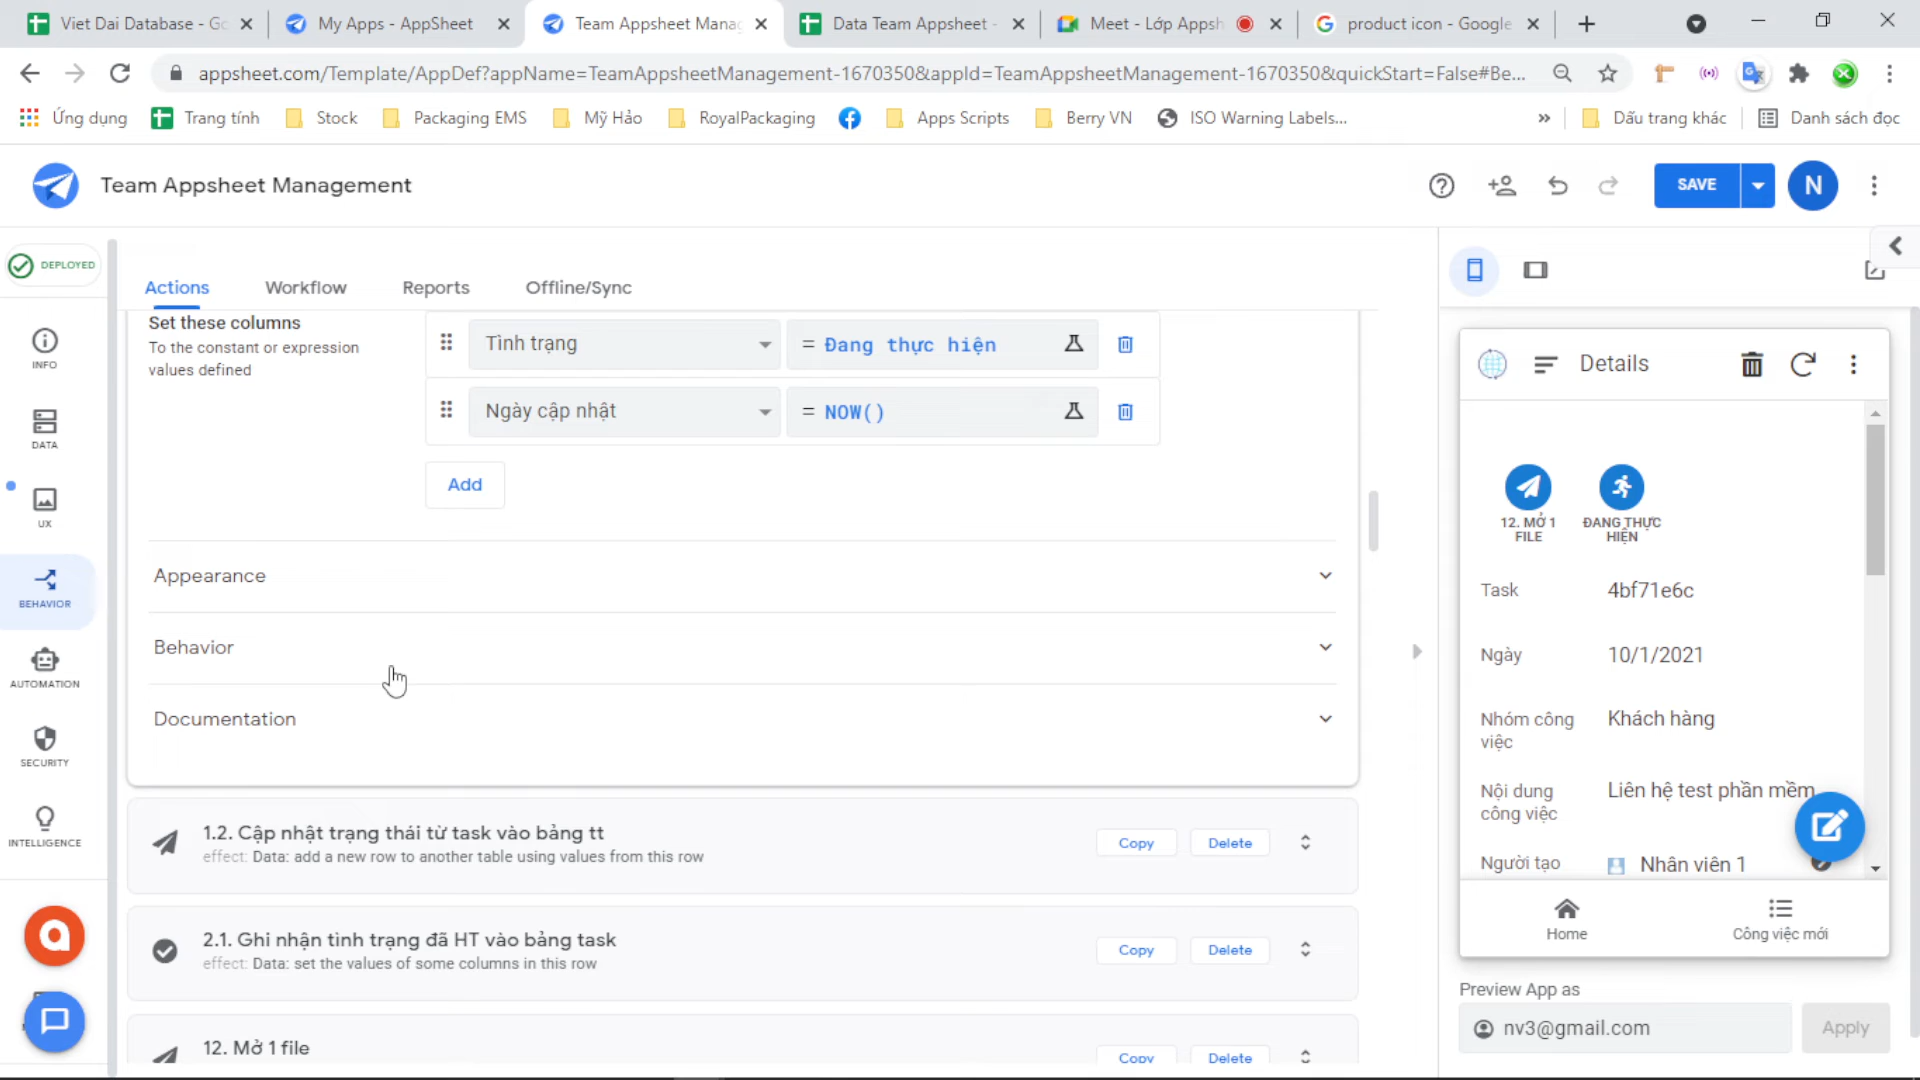 Viet Dai Database - Go
My Apps - AppSheet
Team Appsheet Manag
Data Team Appsheet -
Meet - Lớp Appsh
product icon - Google
appsheet.com/Template/AppDef?appName=TeamAppsheetManagement-1670350&appId=TeamAppsheetManagement-1670350&quickStart=False#Be...
Ứng dụng
Trang tính
Stock
Packaging EMS
Mỹ Hảo
RoyalPackaging
Apps Scripts
Berry VN
ISO Warning Labels...
»
Dấu trang khác
Danh sách đọc
Team Appsheet Management
SAVE
N
DEPLOYED
INFO
DATA
UX
BEHAVIOR
AUTOMATION
SECURITY
INTELLIGENCE
Actions
Workflow
Reports
Offline/Sync
Set these columns
To the constant or expression
values defined
Tình trạng
= Đang thực hiện
Ngày cập nhật
= NOW()
Add
Appearance
Behavior
Documentation
1.2. Cập nhật trạng thái từ task vào bảng tt
effect: Data: add a new row to another table using values from this row
Copy
Delete
2.1. Ghi nhận tình trạng đã HT vào bảng task
effect: Data: set the values of some columns in this row
Copy
Delete
12. Mở 1 file
Copy
Delete
Details
12. MỞ 1
FILE
ĐANG THỰC
HIỆN
Task
4bf71e6c
Ngày
10/1/2021
Nhóm công
việc
Khách hàng
Nội dung
công việc
Liên hệ test phần mềm
Người tạo
Nhân viên 1
Home
Công việc mới
Preview App as
nv3@gmail.com
Apply